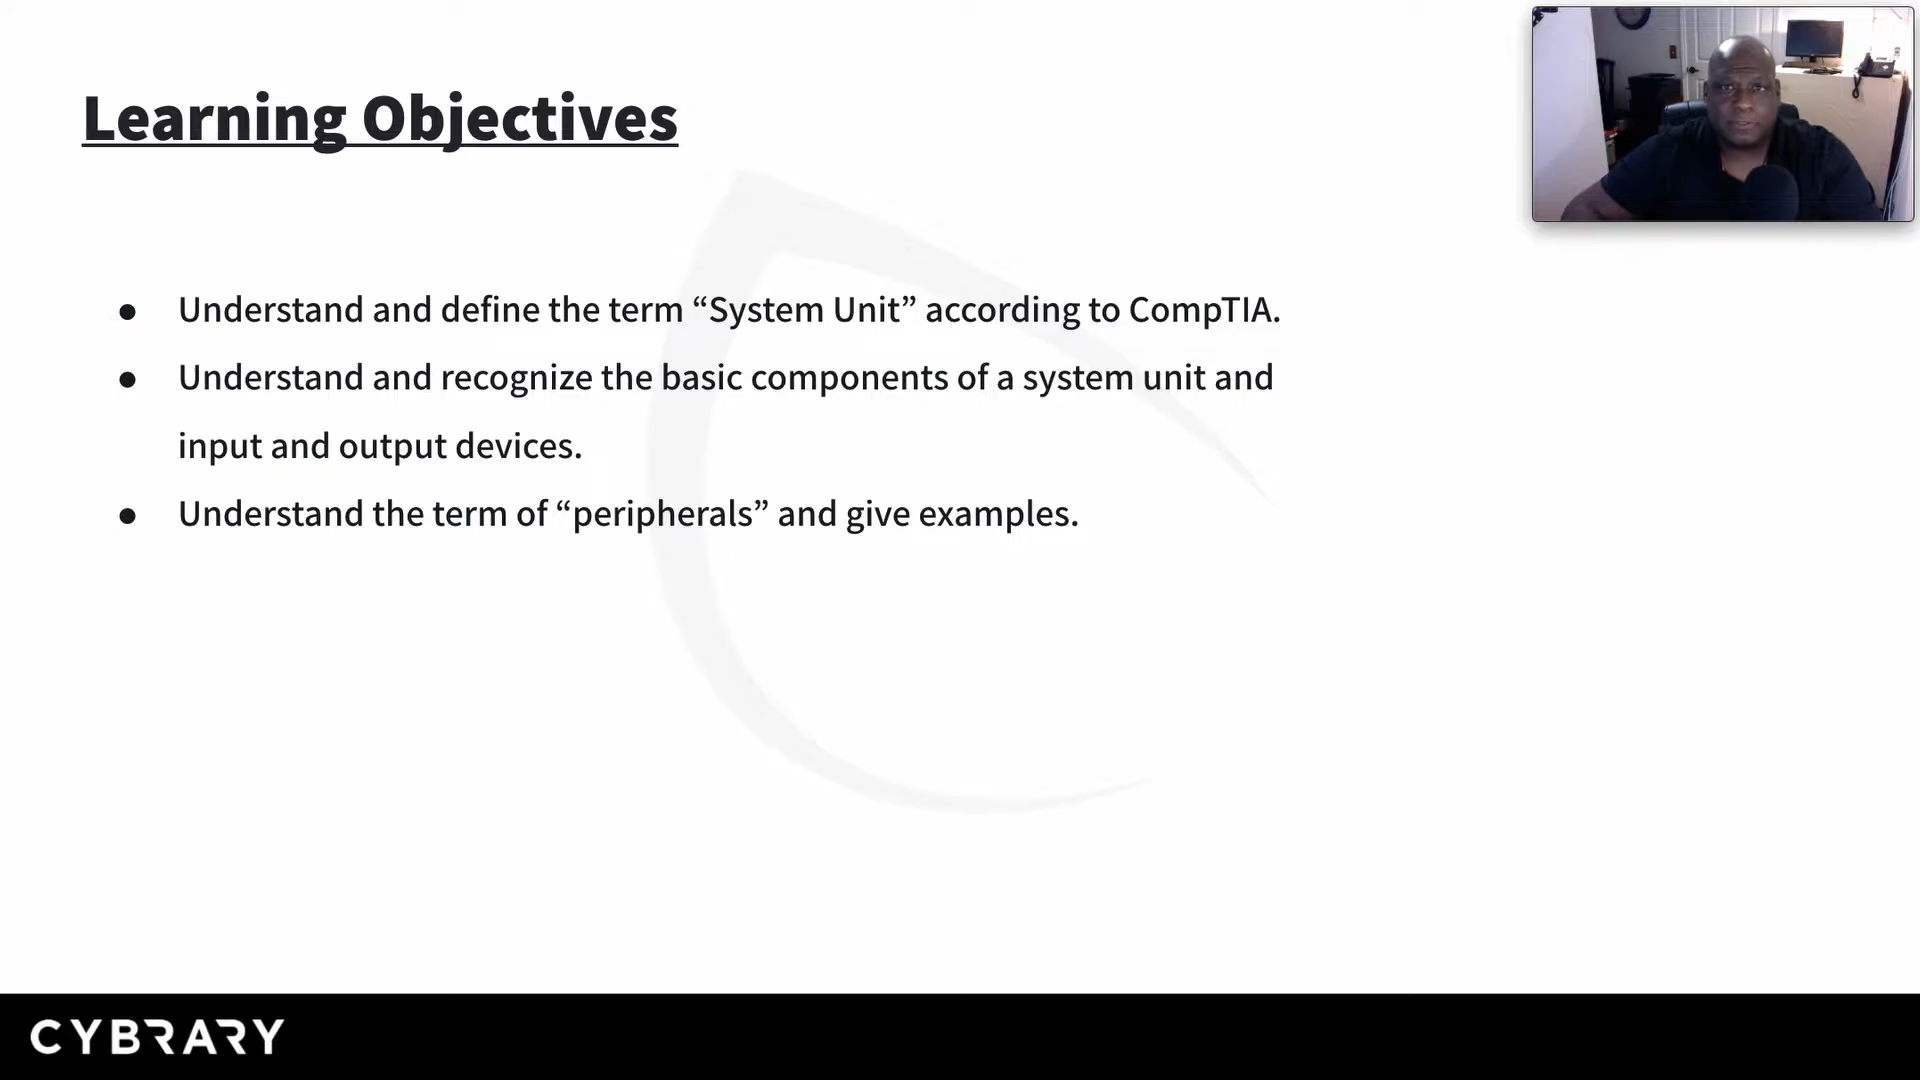 Learning Objectives
● Understand and define the term “System Unit” according to CompTIA.
● Understand and recognize the basic components of a system unit and
input and output devices.
● Understand the term of “peripherals” and give examples.
CYBRARY